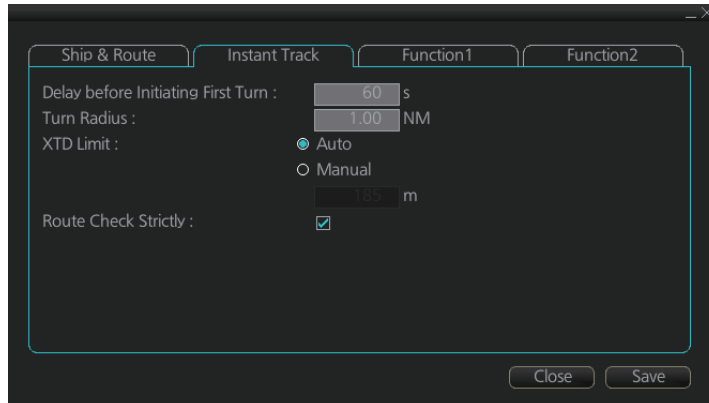 Ship & Route Instant Track Function1 Function2
Delay before Initiating First Turn : 60 s
Turn Radius : 1.00 NM
XTD Limit : Auto
Manual
185 m
Route Check Strictly :
Close Save